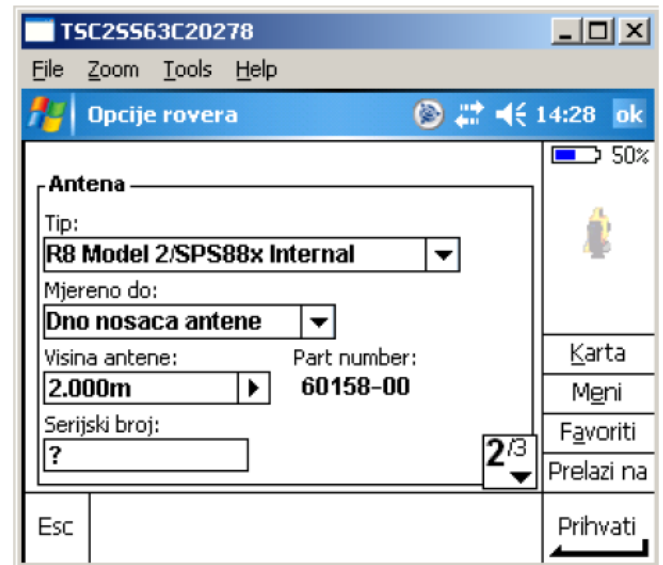 TSC2SS63C20278
File Zoom Tools Help
Opcije rovera 14:28 ok
50%
Antena
Tip:
R8 Model 2/SPS88x Internal
Mjereno do:
Dno nosaca antene
Visina antene: Part number:
2.000m 60158-00
Serijski broj:
?
2/3
Karta
Meni
Favoriti
Prelazi na
Esc
Prihvati